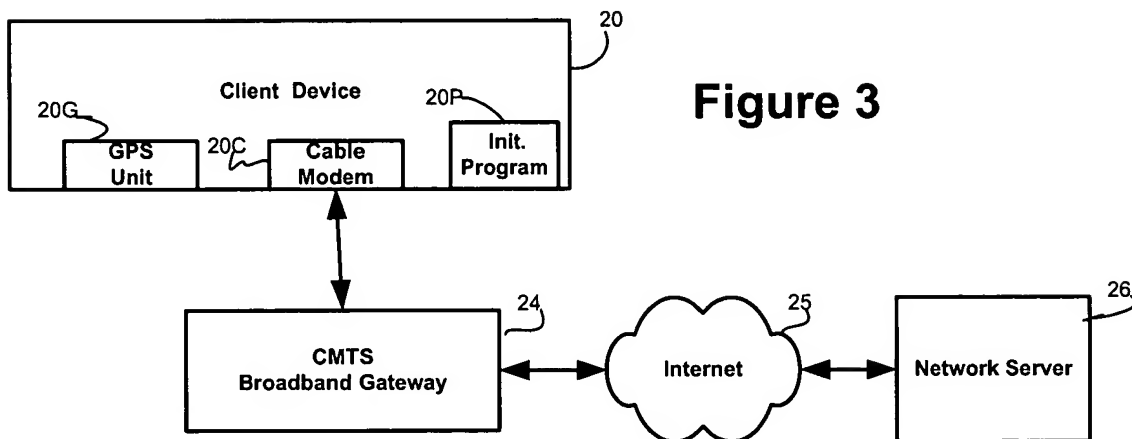 20
Client Device
Figure 3
20G
20P
20C
GPS
Unit
Cable
Modem
Init.
Program
24
25
26
CMTS
Broadband Gateway
Internet
Network Server